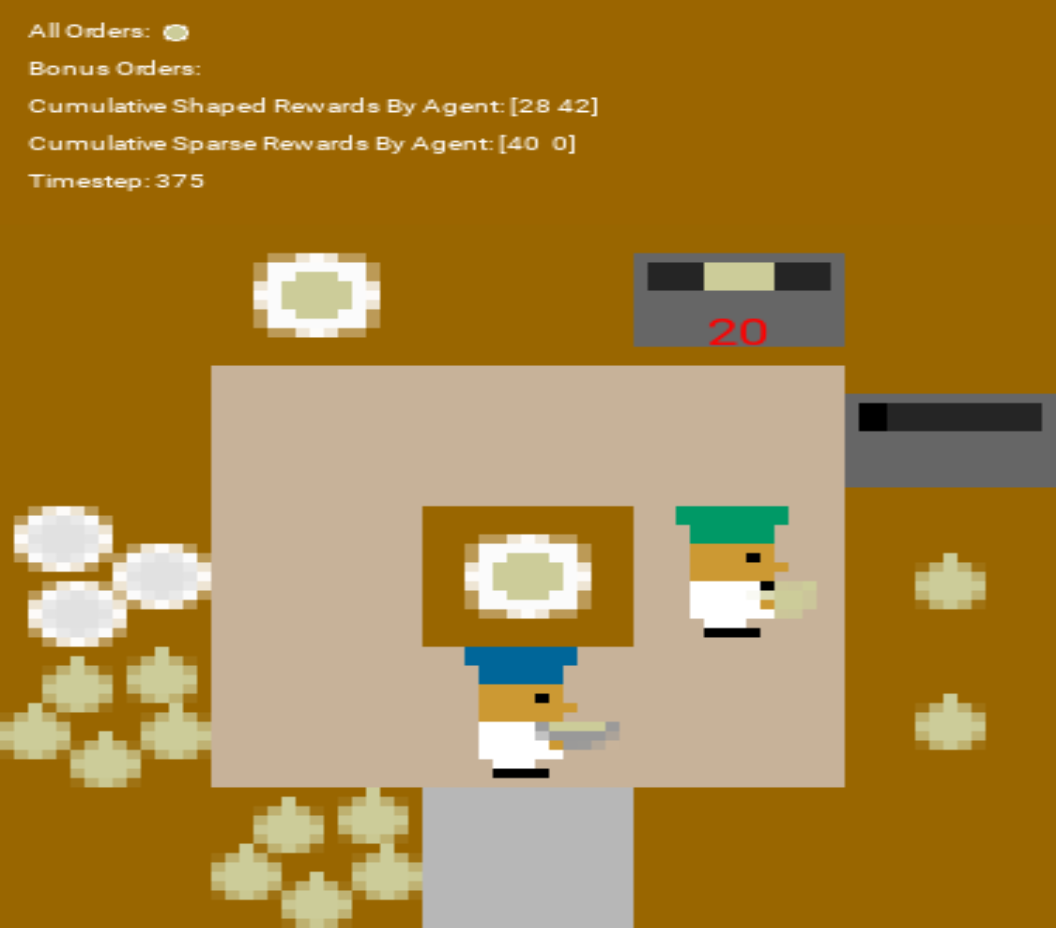 All Orders:
Bonus Orders:
Cumulative Shaped Rewards By Agent: [28 42]
Cumulative Sparse Rewards By Agent: [40 0]
Timestep: 375
20